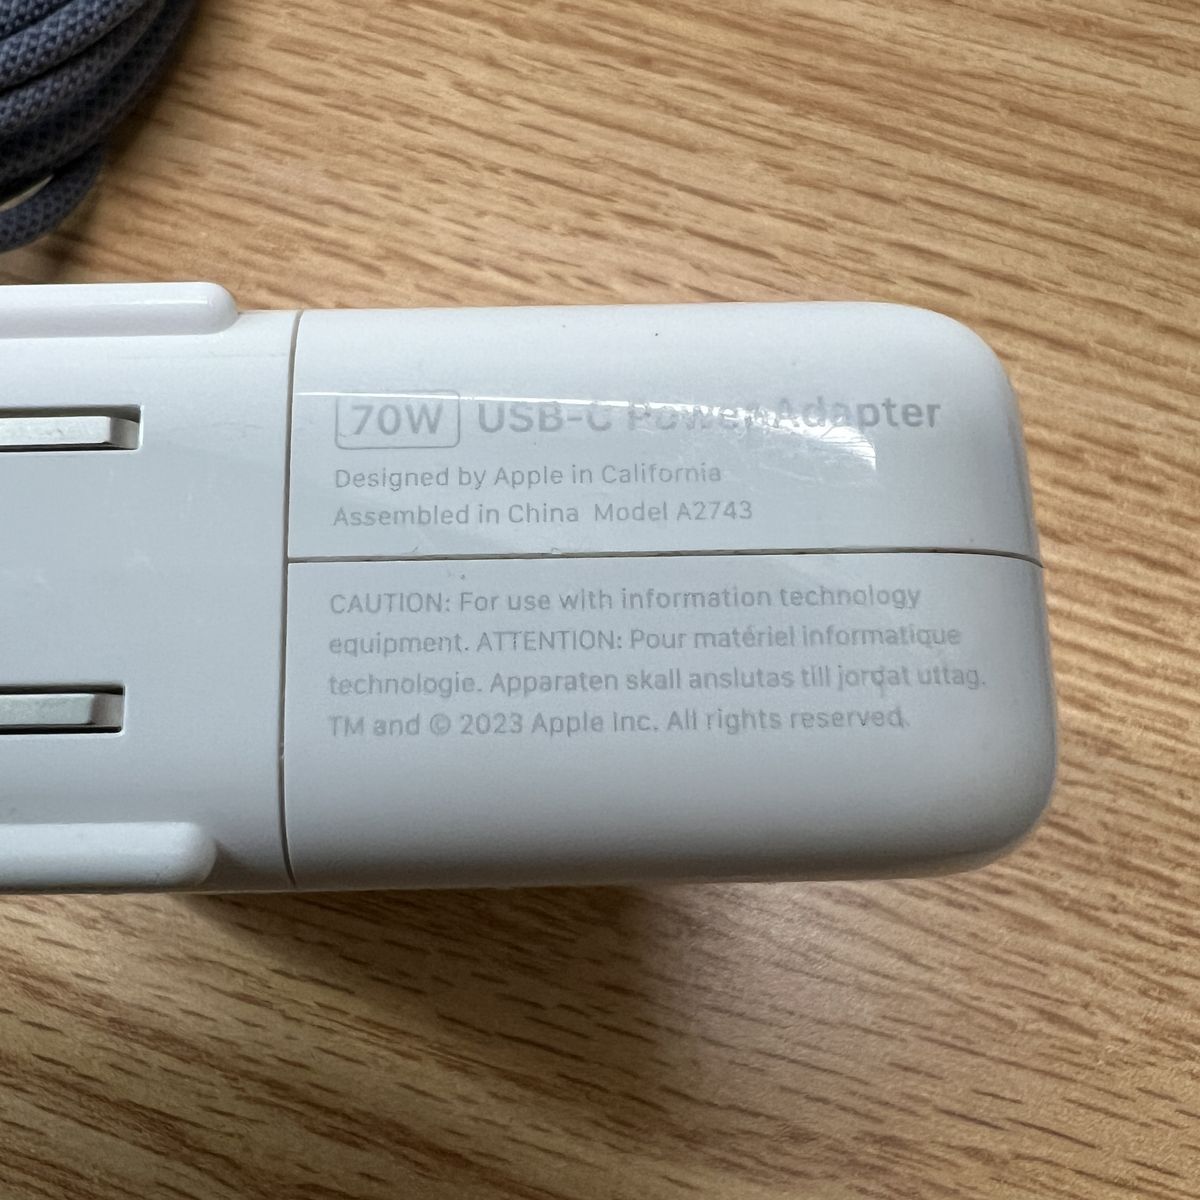 70W USB-C Power Adapter
Designed by Apple in California
Assembled in China Model A2743
CAUTION: For use with information technology
equipment. ATTENTION: Pour matériel informatique
technologie. Apparaten skall anslutas till jordat uttag.
TM and © 2023 Apple Inc. All rights reserved.